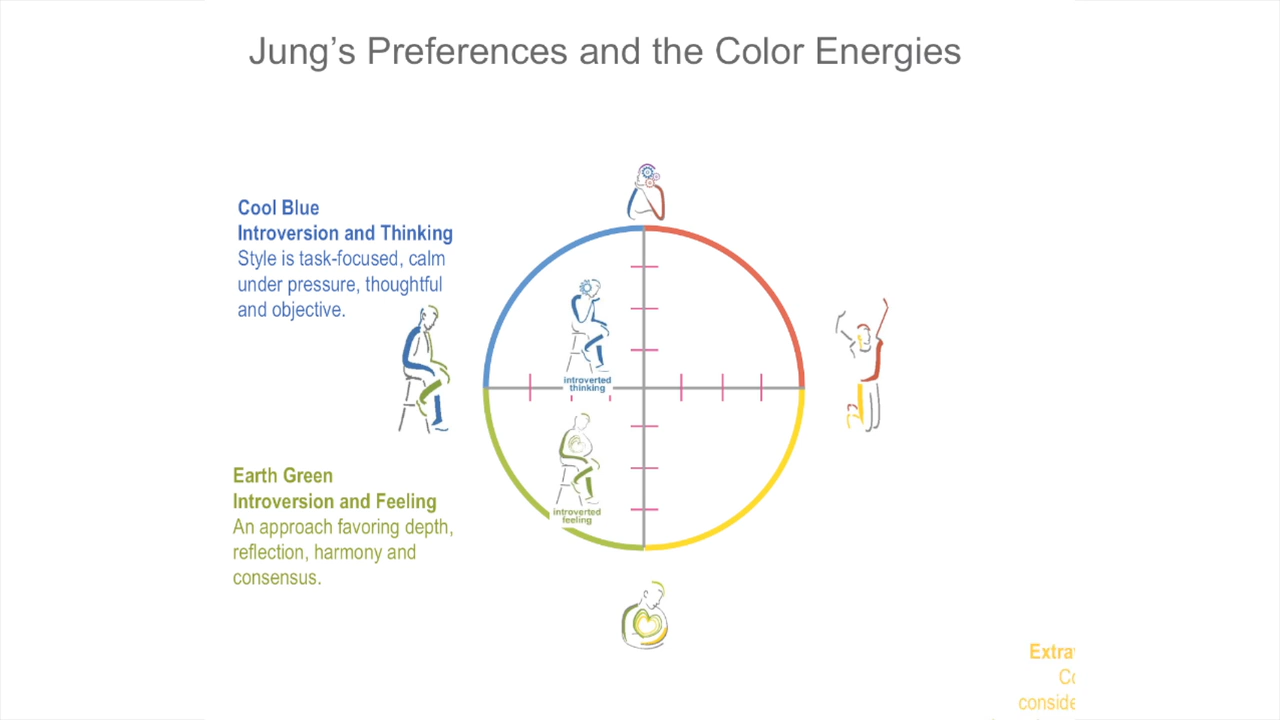 Jung's Preferences and the Color Energies
Cool Blue
Introversion and Thinking
Style is task-focused, calm
under pressure, thoughtful
and objective.
introverted
thinking
Earth Green
Introversion and Feeling
An approach favoring depth,
reflection, harmony and
consensus.
introverted
feeling